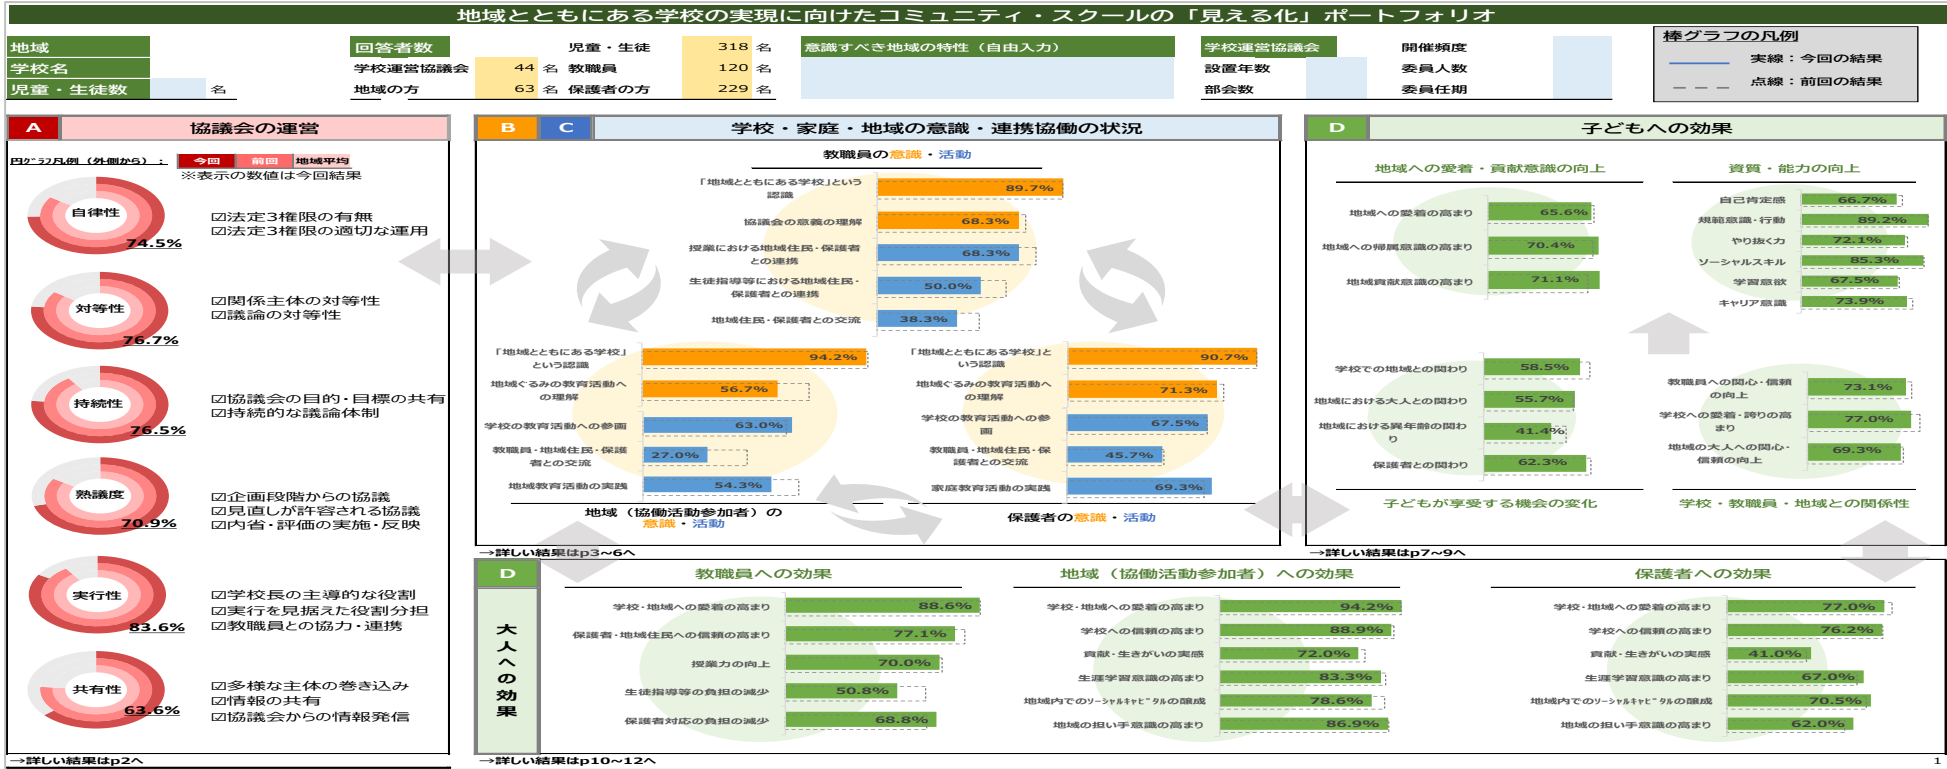 地域とともにある学校の実現に向けたコミュニティ・スクールの「見える化」ポートフォリオ
地域
学校名
児童・生徒数 名
回答者数 児童・生徒 318 名
学校運営協議会 44 名 教職員 120 名
地域の方 63 名 保護者の方 229 名
意識すべき地域の特性（自由入力）
学校運営協議会 開催頻度
設置年数 委員人数
部会数 委員任期
棒グラフの凡例
実線：今回の結果
点線：前回の結果
A 協議会の運営
円ｸﾞﾗﾌ凡例（外側から）： 今回 前回 地域平均
※表示の数値は今回結果
自律性
74.5%
☑法定3権限の有無
☑法定3権限の適切な運用
対等性
76.7%
☑関係主体の対等性
☑議論の対等性
持続性
76.5%
☑協議会の目的・目標の共有
☑持続的な議論体制
熟議度
70.9%
☑企画段階からの協議
☑見直しが許容される協議
☑内省・評価の実施・反映
実行性
83.6%
☑学校長の主導的な役割
☑実行を見据えた役割分担
☑教職員との協力・連携
共有性
63.6%
☑多様な主体の巻き込み
☑情報の共有
☑協議会からの情報発信
→詳しい結果はp2へ
B C 学校・家庭・地域の意識・連携協働の状況
教職員の意識・活動
「地域とともにある学校」という
認識
89.7%
協議会の意義の理解 68.3%
授業における地域住民・保護者
との連携
68.3%
生徒指導等における地域住民・
保護者との連携
50.0%
地域住民・保護者との交流 38.3%
「地域とともにある学校」
という認識
94.2%
地域ぐるみの教育活動へ
の理解
56.7%
学校の教育活動への参画 63.0%
教職員・地域住民・保護
者との交流
27.0%
地域教育活動の実践 54.3%
地域（協働活動参加者）の
意識・活動
「地域とともにある学校」と
いう認識
90.7%
地域ぐるみの教育活動へ
の理解
71.3%
学校の教育活動への参
画
67.5%
教職員・地域住民・保
護者との交流
45.7%
家庭教育活動の実践 69.3%
保護者の意識・活動
→詳しい結果はp3~6へ
D 子どもへの効果
地域への愛着・貢献意識の向上
地域への愛着の高まり 65.6%
地域への帰属意識の高まり 70.4%
地域貢献意識の高まり 71.1%
資質・能力の向上
自己肯定感 66.7%
規範意識・行動 89.2%
やり抜く力 72.1%
ソーシャルスキル 85.3%
学習意欲 67.5%
キャリア意識 73.9%
学校での地域との関わり 58.5%
地域における大人との関わり 55.7%
地域における異年齢の関わ
り
41.4%
保護者との関わり 62.3%
子どもが享受する機会の変化
教職員への関心・信頼
の向上
73.1%
学校への愛着・誇りの高
まり
77.0%
地域の大人への関心・
信頼の向上
69.3%
学校・教職員・地域との関係性
→詳しい結果はp7~9へ
D
大人への効果
教職員への効果
学校・地域への愛着の高まり 88.6%
保護者・地域住民への信頼の高まり 77.1%
授業力の向上 70.0%
生徒指導等の負担の減少 50.8%
保護者対応の負担の減少 68.8%
地域（協働活動参加者）への効果
学校・地域への愛着の高まり 94.2%
学校への信頼の高まり 88.9%
貢献・生きがいの実感 72.0%
生涯学習意識の高まり 83.3%
地域内でのｿｰｼｬﾙｷｬﾋﾟﾀﾙの醸成 78.6%
地域の担い手意識の高まり 86.9%
保護者への効果
学校・地域への愛着の高まり 77.0%
学校への信頼の高まり 76.2%
貢献・生きがいの実感 41.0%
生涯学習意識の高まり 67.0%
地域内でのｿｰｼｬﾙｷｬﾋﾟﾀﾙの醸成 70.5%
地域の担い手意識の高まり 62.0%
→詳しい結果はp10~12へ
1